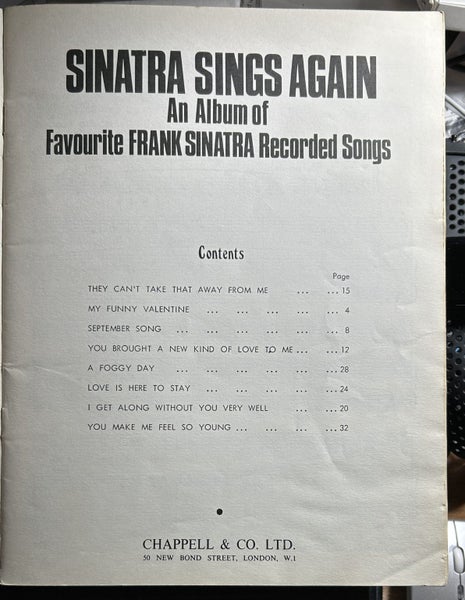 SINATRA SINGS AGAIN
An Album of
Favourite FRANK SINATRA Recorded Songs
Contents
Page
THEY CAN'T TAKE THAT AWAY FROM ME ... ... 15
MY FUNNY VALENTINE ... ... ... ... ... 4
SEPTEMBER SONG ... ... ... ... ... 8
YOU BROUGHT A NEW KIND OF LOVE TO ME ... ... 12
A FOGGY DAY ... ... ... ... ... 28
LOVE IS HERE TO STAY ... ... ... ... ... 24
I GET ALONG WITHOUT YOU VERY WELL ... ... 20
YOU MAKE ME FEEL SO YOUNG ... ... ... ... 32
CHAPPELL & CO. LTD.
50 NEW BOND STREET, LONDON, W.1